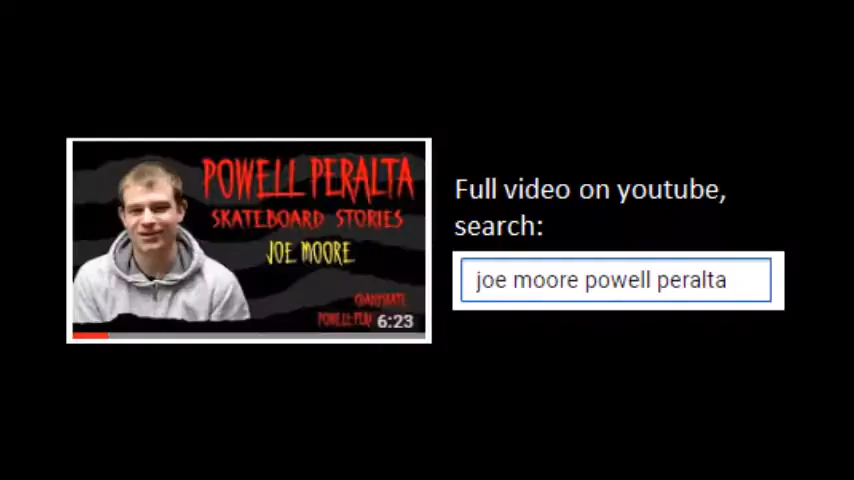 POWELL PERALTA
SKATEBOARD STORIES
JOE MOORE
6:23
Full video on youtube,
search:
joe moore powell peralta